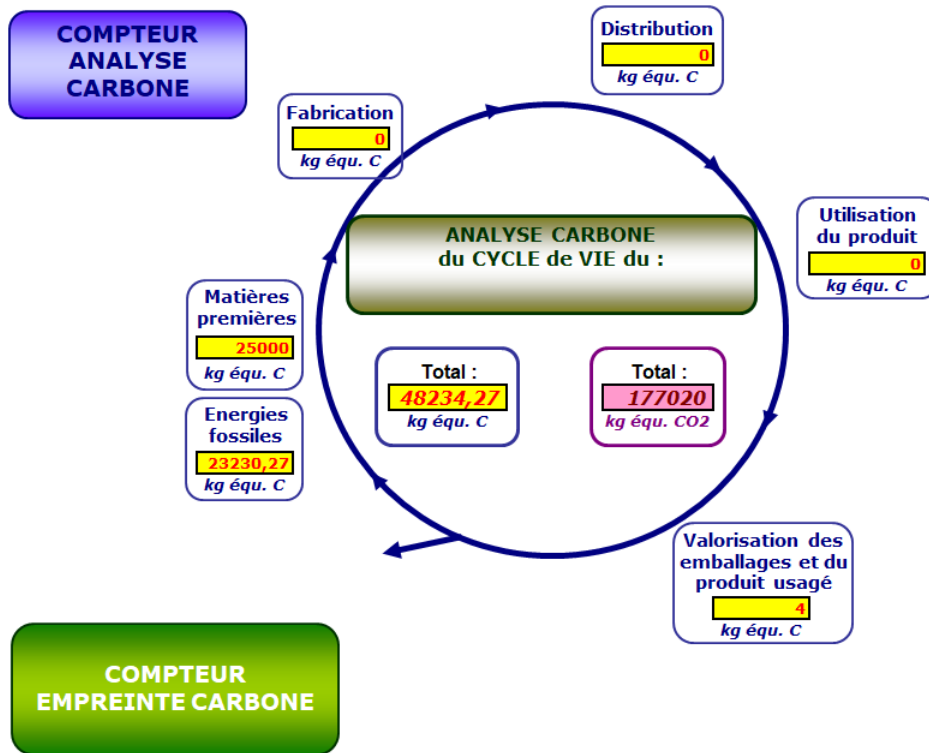 COMPTEUR
ANALYSE
CARBONE
Distribution
0
kg équ. C
Fabrication
0
kg équ. C
Utilisation
du produit
0
kg équ. C
ANALYSE CARBONE
du CYCLE de VIE du :
Matières
premières
25000
kg équ. C
Energies
fossiles
23230,27
kg équ. C
Total :
48234,27
kg équ. C
Total :
177020
kg équ. CO2
Valorisation des
emballages et du
produit usagé
4
kg équ. C
COMPTEUR
EMPREINTE CARBONE